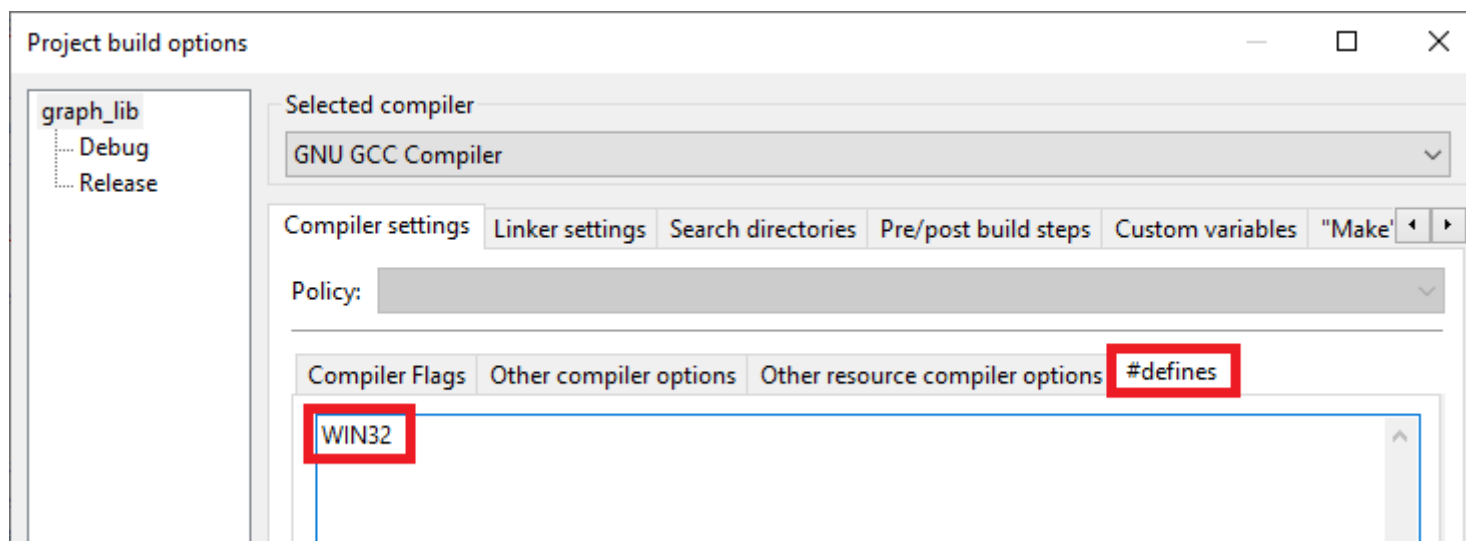 Project build options
graph_lib
Debug
Release
Selected compiler
GNU GCC Compiler
Compiler settings Linker settings Search directories Pre/post build steps Custom variables "Make"
Policy:
Compiler Flags Other compiler options Other resource compiler options #defines
WIN32